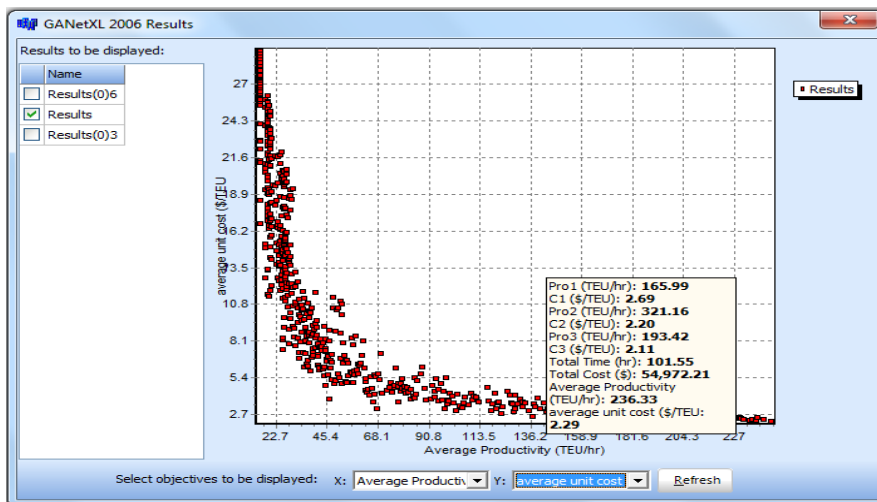 GANetXL 2006 Results
Results to be displayed:
Name
Results(0)6
Results
Results(0)3
average unit cost ($/TEU
27
24.3
21.6
18.9
16.2
13.5
10.8
8.1
5.4
2.7
Results
Pro1 (TEU/hr): 165.99
C1 ($/TEU): 2.69
Pro2 (TEU/hr): 321.16
C2 ($/TEU): 2.20
Pro3 (TEU/hr): 193.42
C3 ($/TEU): 2.11
Total Time (hr): 101.55
Total Cost ($): 54,972.21
Average Productivity
(TEU/hr): 236.33
average unit cost ($/TEU:
2.29
22.7 45.4 68.1 90.8 113.5 136.2 158.9 181.6 204.3 227
Average Productivity (TEU/hr)
Select objectives to be displayed: X: Average Productiv Y: average unit cost Refresh